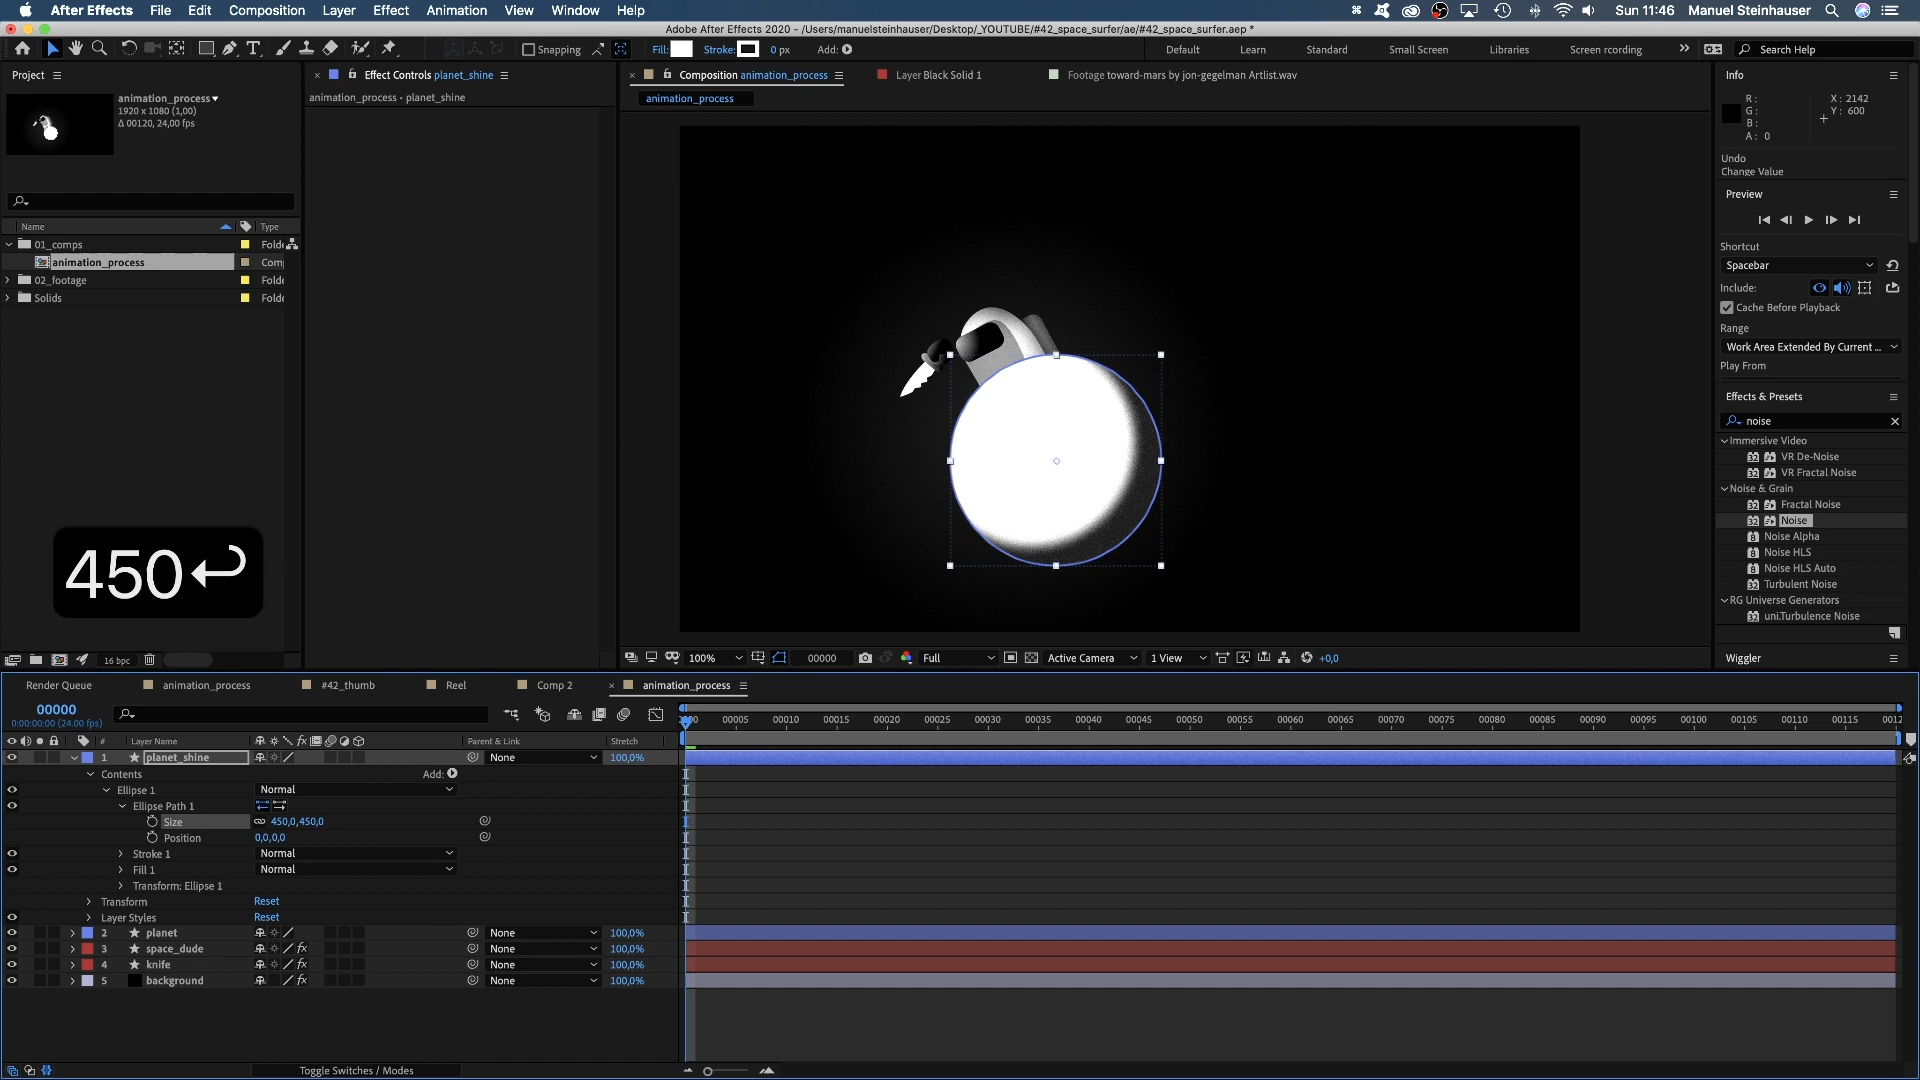 After Effects File Edit Composition Layer Effect Animation View Window Help
Sun 11:46 Manuel Steinhauser
Adobe After Effects 2020 - /Users/manuelsteinhauser/Desktop/_YOUTUBE/#42_space_surfer/ae/#42_space_surfer.aep *
Snapping Fill: Stroke: 0 px Add:
Default Learn Standard Small Screen Libraries Screen rcording Search Help
Project
Effect Controls planet_shine
Composition animation_process
Layer Black Solid 1
Footage toward-mars by jon-gegelman Artlist.wav
Info
animation_process • planet_shine
animation_process
animation_process
1920 x 1080 (1,00)
Δ 00120, 24,00 fps
R:
G:
B:
A: 0
X: 2142
Y: 600
Undo
Change Value
Preview
Shortcut
Spacebar
Include:
Cache Before Playback
Range
Work Area Extended By Current ...
Play From
Name Type
01_comps Folde
animation_process Comp
02_footage Folde
Solids Folde
Effects & Presets
noise
Immersive Video
VR De-Noise
VR Fractal Noise
Noise & Grain
Fractal Noise
Noise
Noise Alpha
Noise HLS
Noise HLS Auto
Turbulent Noise
RG Universe Generators
uni.Turbulence Noise
Wiggler
450↩
16 bpc
100% 00000 Full Active Camera 1 View +0,0
Render Queue animation_process #42_thumb Reel Comp 2 animation_process
00000
0:00:00:00 (24.00 fps)
00 00005 00010 00015 00020 00025 00030 00035 00040 00045 00050 00055 00060 00065 00070 00075 00080 00085 00090 00095 00100 00105 00110 00115 0012
# Layer Name Parent & Link Stretch
1 planet_shine None 100,0%
Contents Add:
Ellipse 1 Normal
Ellipse Path 1
Size 450,0,450,0
Position 0,0,0,0
Stroke 1 Normal
Fill 1 Normal
Transform: Ellipse 1
Transform Reset
Layer Styles Reset
2 planet None 100,0%
3 space_dude fx None 100,0%
4 knife fx None 100,0%
5 background fx None 100,0%
Toggle Switches / Modes